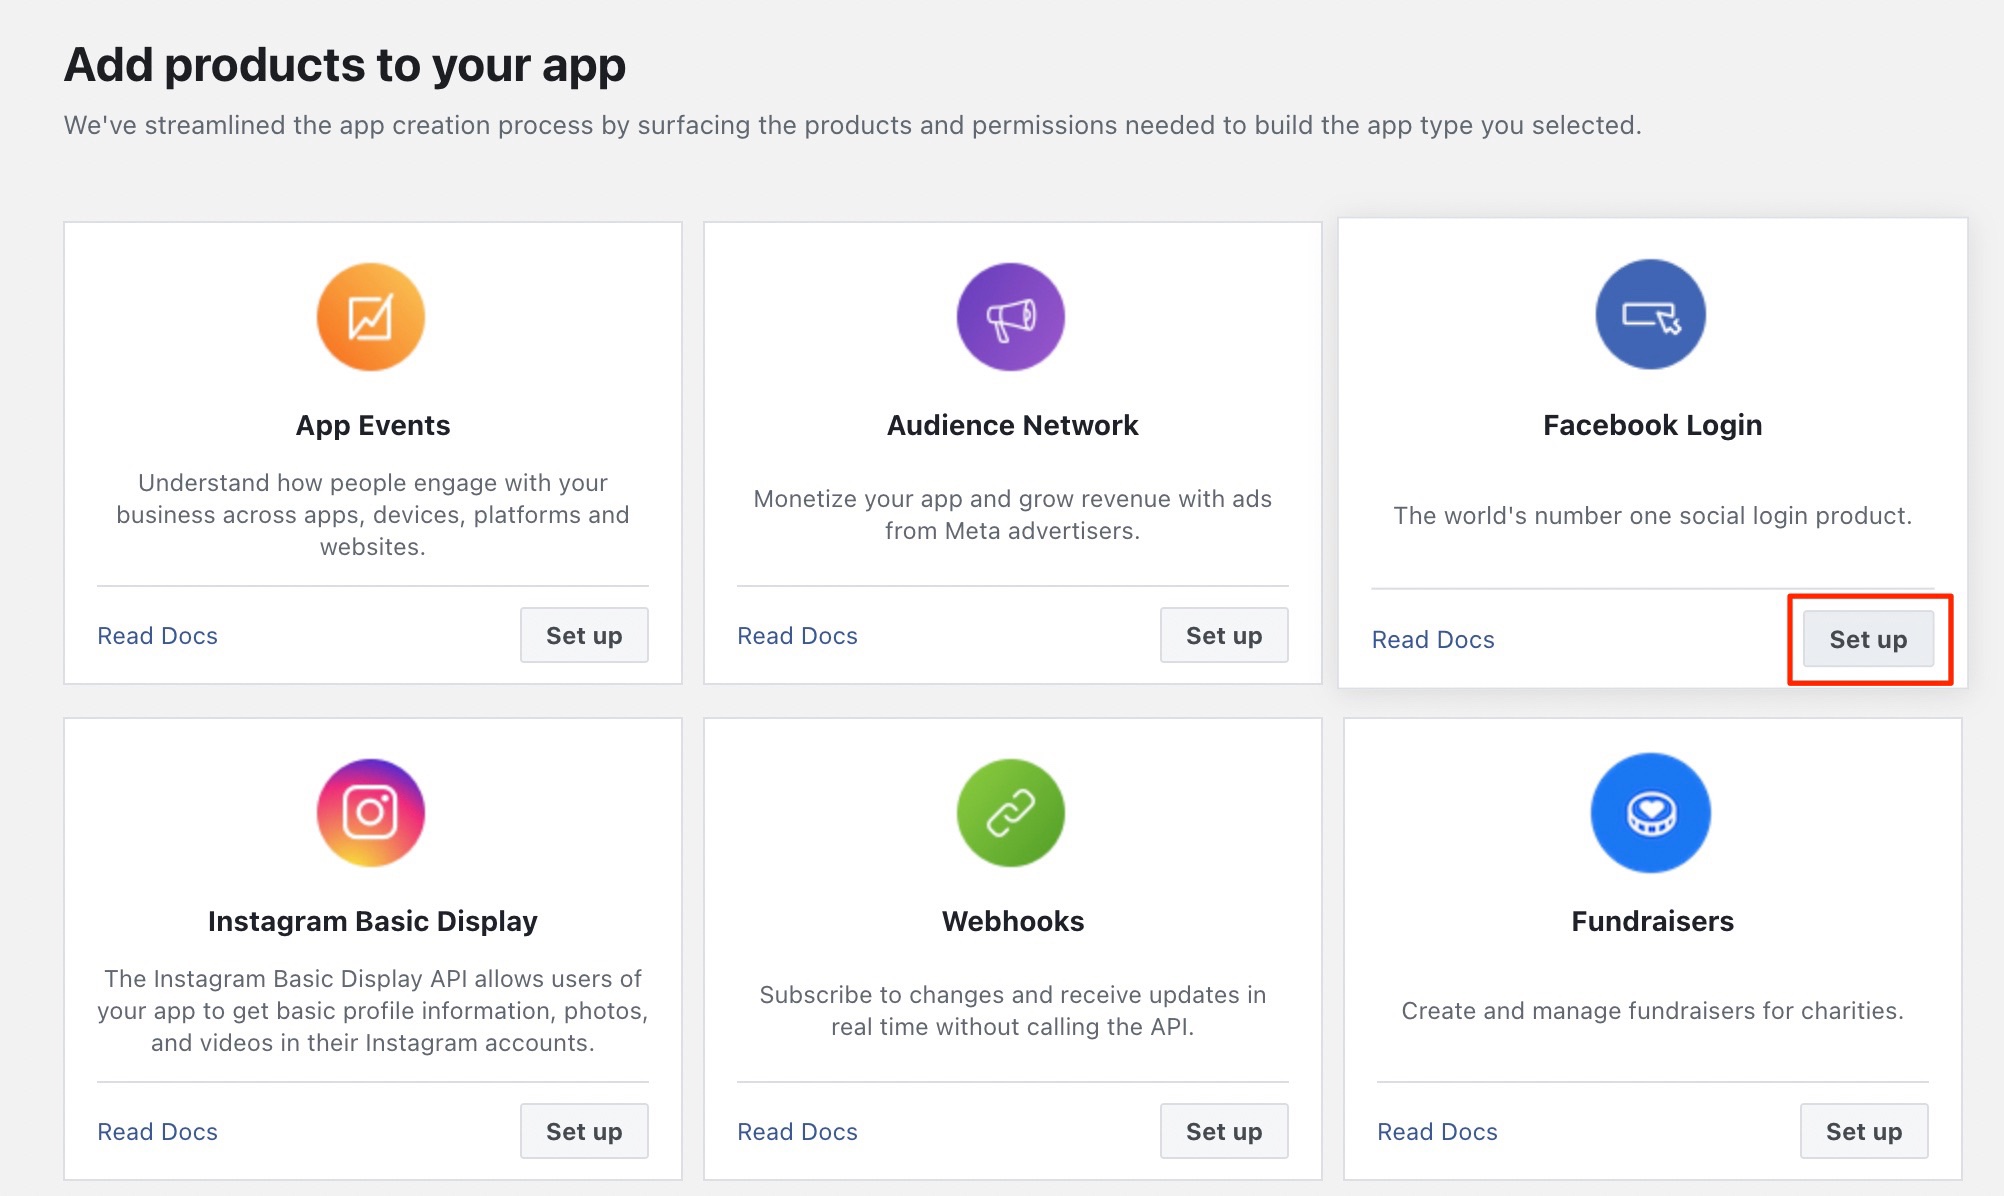 Add products to your app
We've streamlined the app creation process by surfacing the products and permissions needed to build the app type you selected.
App Events
Understand how people engage with your
business across apps, devices, platforms and
websites.
Read Docs
Set up
Audience Network
Monetize your app and grow revenue with ads
from Meta advertisers.
Read Docs
Set up
Facebook Login
The world's number one social login product.
Read Docs
Set up
Instagram Basic Display
The Instagram Basic Display API allows users of
your app to get basic profile information, photos,
and videos in their Instagram accounts.
Read Docs
Set up
Webhooks
Subscribe to changes and receive updates in
real time without calling the API.
Read Docs
Set up
Fundraisers
Create and manage fundraisers for charities.
Read Docs
Set up